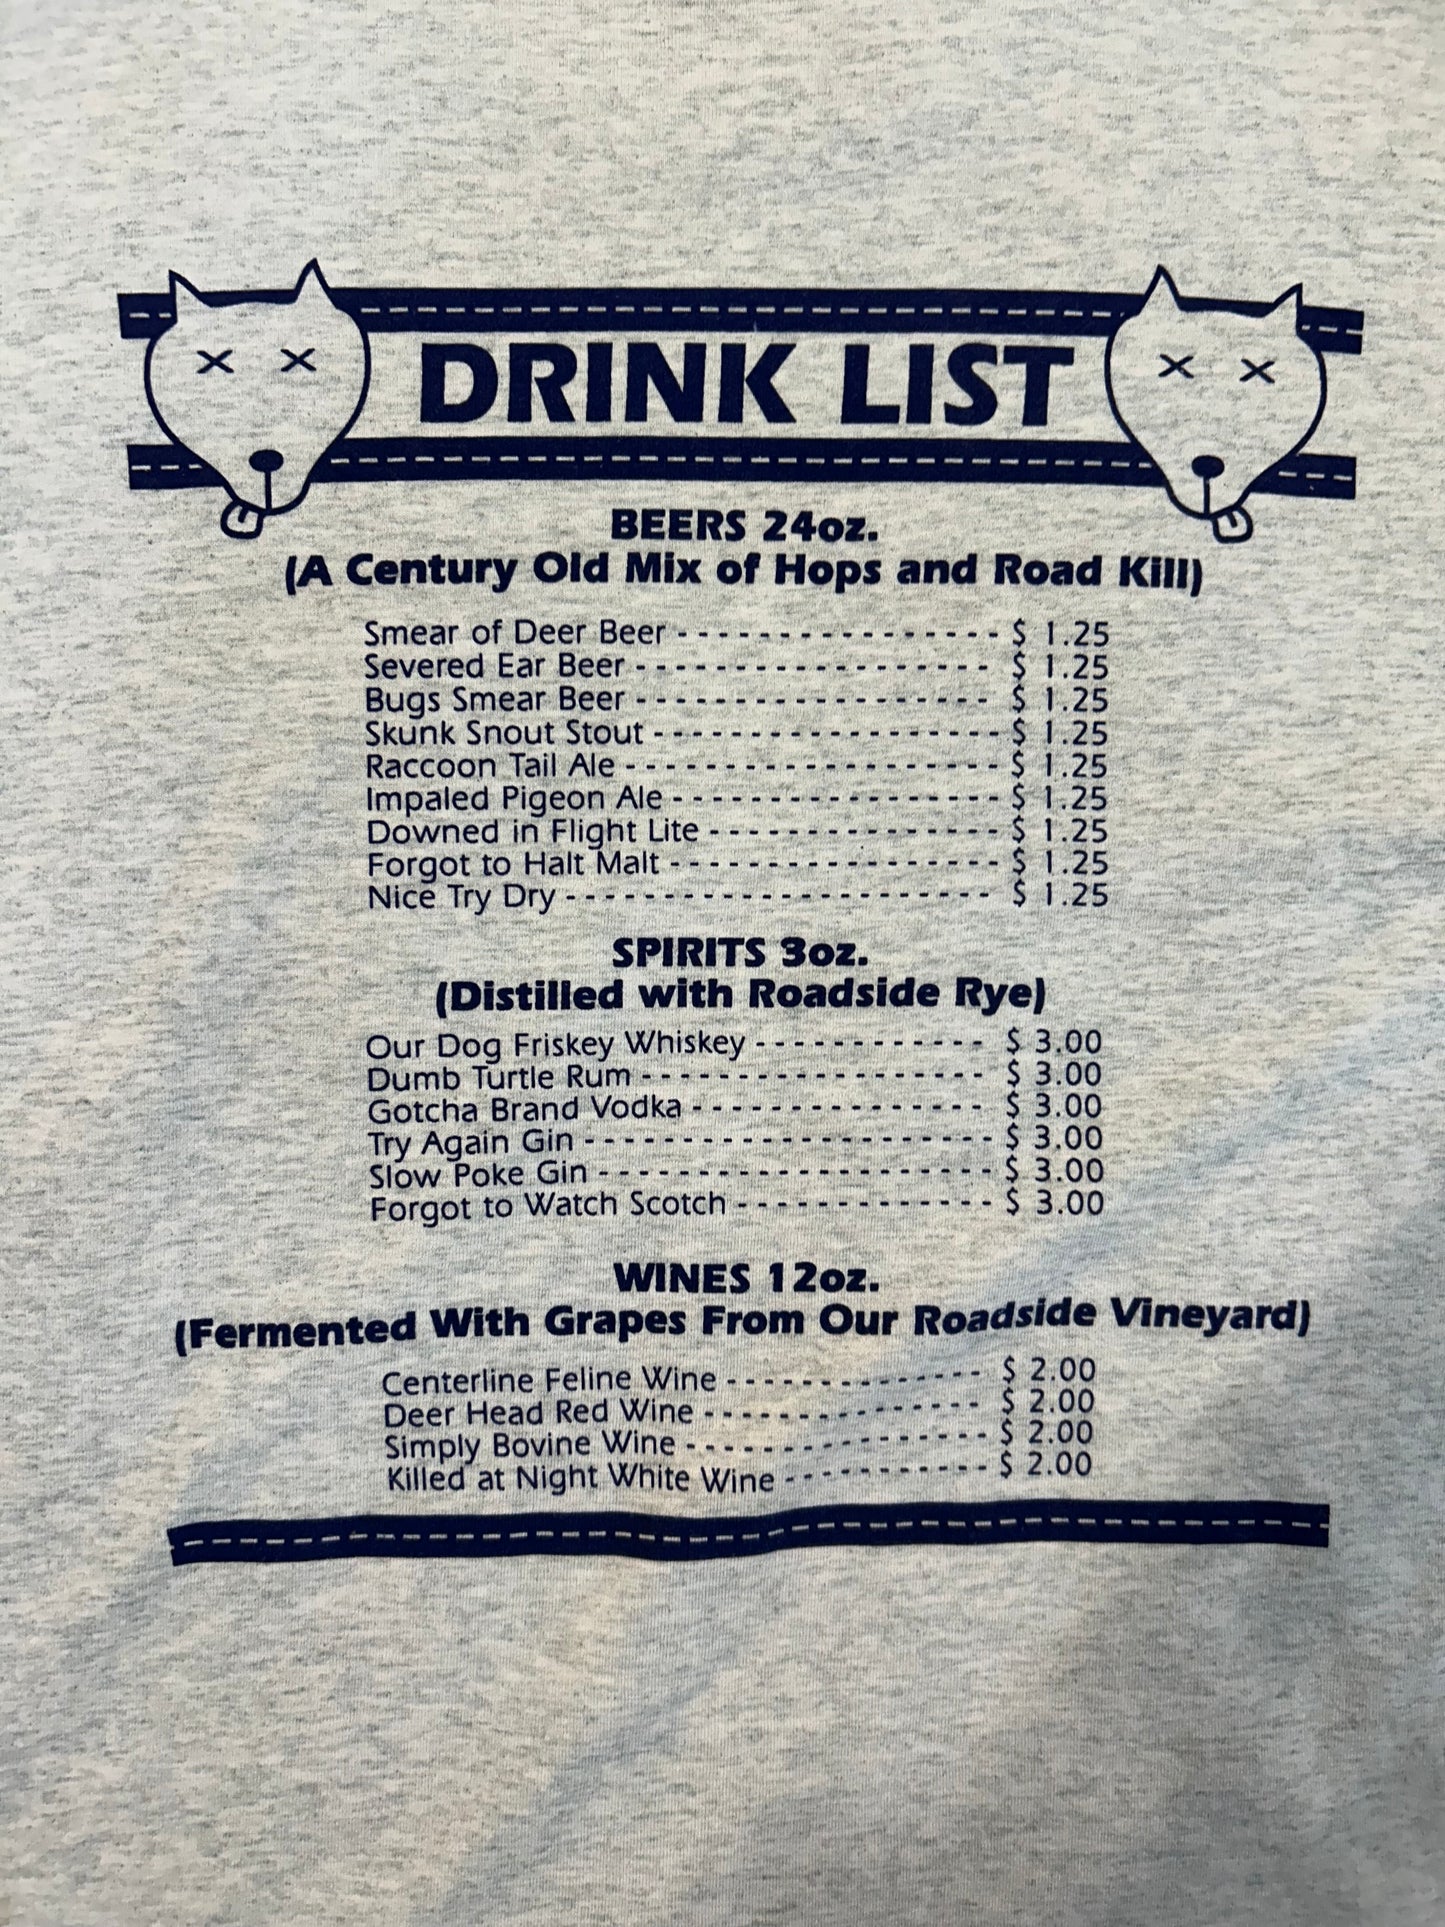 DRINK LIST
BEERS 24oz.
(A Century Old Mix of Hops and Road Kill)
Smear of Deer Beer - - - - - - - - - - - - - - - - $ 1.25
Severed Ear Beer - - - - - - - - - - - - - - - - - - $ 1.25
Bugs Smear Beer - - - - - - - - - - - - - - - - - - $ 1.25
Skunk Snout Stout - - - - - - - - - - - - - - - - - - $ 1.25
Raccoon Tail Ale - - - - - - - - - - - - - - - - - - - $ 1.25
Impaled Pigeon Ale - - - - - - - - - - - - - - - - - $ 1.25
Downed in Flight Lite - - - - - - - - - - - - - - - $ 1.25
Forgot to Halt Malt - - - - - - - - - - - - - - - - - $ 1.25
Nice Try Dry - - - - - - - - - - - - - - - - - - - - - - $ 1.25
SPIRITS 3oz.
(Distilled with Roadside Rye)
Our Dog Friskey Whiskey - - - - - - - - - - - - $ 3.00
Dumb Turtle Rum - - - - - - - - - - - - - - - - - - $ 3.00
Gotcha Brand Vodka - - - - - - - - - - - - - - - $ 3.00
Try Again Gin - - - - - - - - - - - - - - - - - - - - - $ 3.00
Slow Poke Gin - - - - - - - - - - - - - - - - - - - - $ 3.00
Forgot to Watch Scotch - - - - - - - - - - - - - $ 3.00
WINES 12oz.
(Fermented With Grapes From Our Roadside Vineyard)
Centerline Feline Wine - - - - - - - - - - - - - $ 2.00
Deer Head Red Wine - - - - - - - - - - - - - - $ 2.00
Simply Bovine Wine - - - - - - - - - - - - - - - $ 2.00
Killed at Night White Wine - - - - - - - - - - - $ 2.00